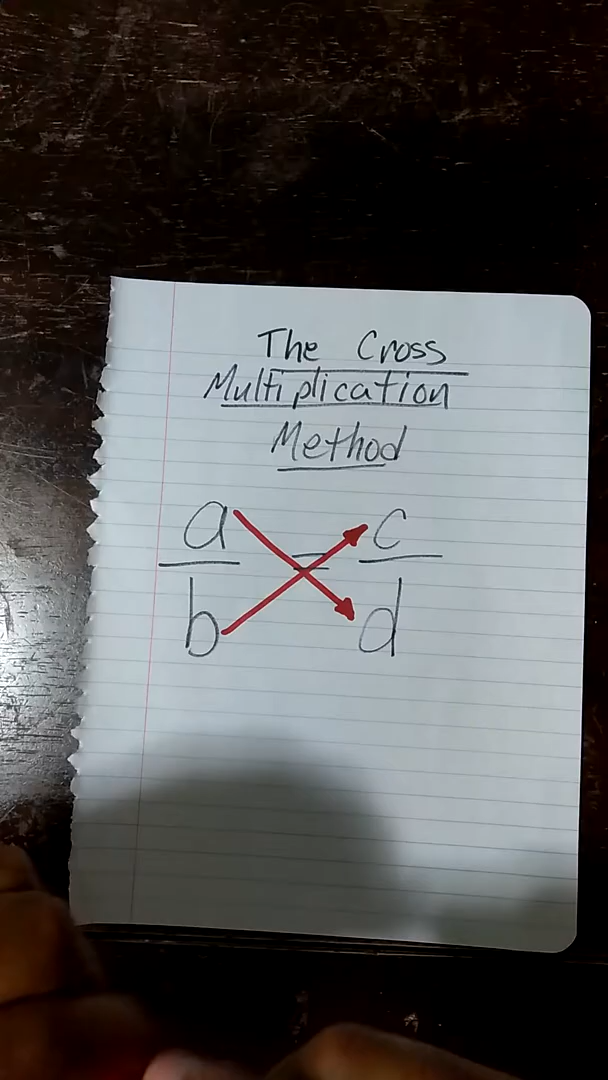 The Cross
Multiplication
Method
a = c
b d